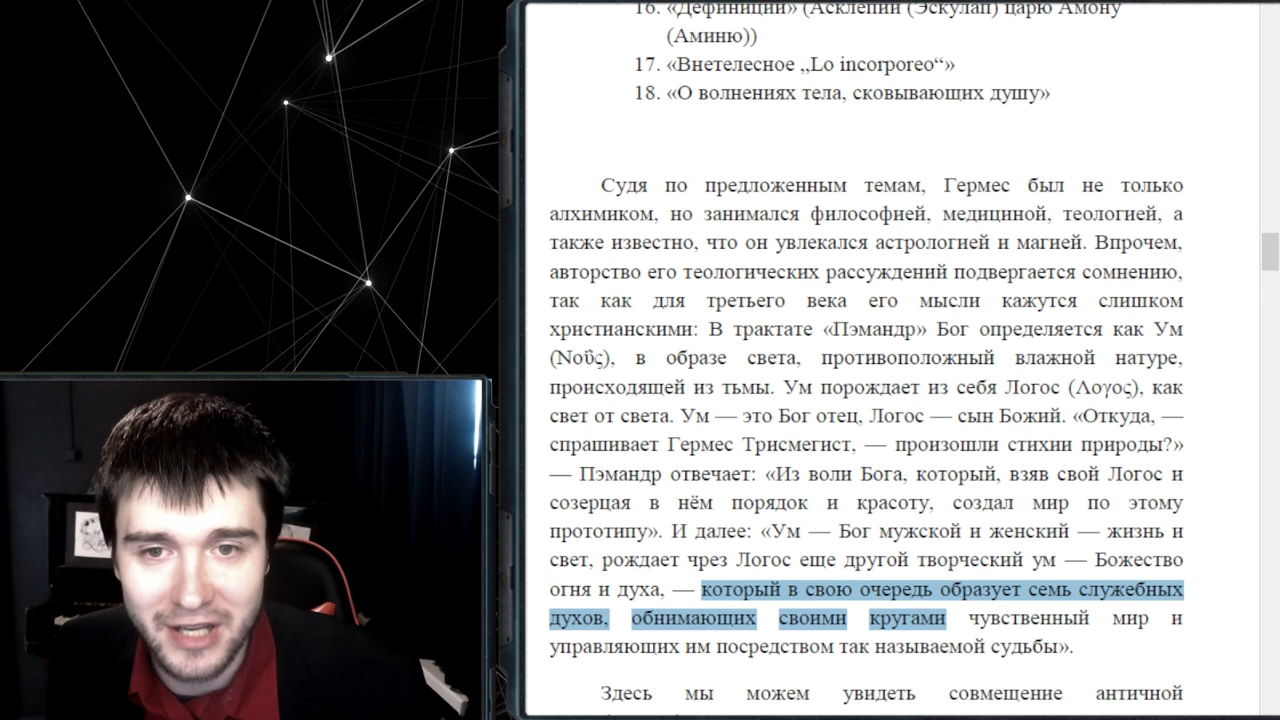 16. «Дефиниции» (Асклепий (Эскулап) царю Амону
(Аминю))
17. «Внетелесное „Lo incorporeo“»
18. «О волнениях тела, сковывающих душу»
Судя по предложенным темам, Гермес был не только
алхимиком, но занимался философией, медициной, теологией, а
также известно, что он увлекался астрологией и магией. Впрочем,
авторство его теологических рассуждений подвергается сомнению,
так как для третьего века его мысли кажутся слишком
христианскими: В трактате «Пэмандр» Бог определяется как Ум
(Νοῦς), в образе света, противоположный влажной натуре,
происходящей из тьмы. Ум порождает из себя Логос (Λογος), как
свет от света. Ум — это Бог отец, Логос — сын Божий. «Откуда, —
спрашивает Гермес Трисмегист, — произошли стихии природы?»
— Пэмандр отвечает: «Из воли Бога, который, взяв свой Логос и
созерцая в нём порядок и красоту, создал мир по этому
прототипу». И далее: «Ум — Бог мужской и женский — жизнь и
свет, рождает чрез Логос еще другой творческий ум — Божество
огня и духа, — который в свою очередь образует семь служебных
духов, обнимающих своими кругами чувственный мир и
управляющих им посредством так называемой судьбы».
Здесь мы можем увидеть совмещение античной